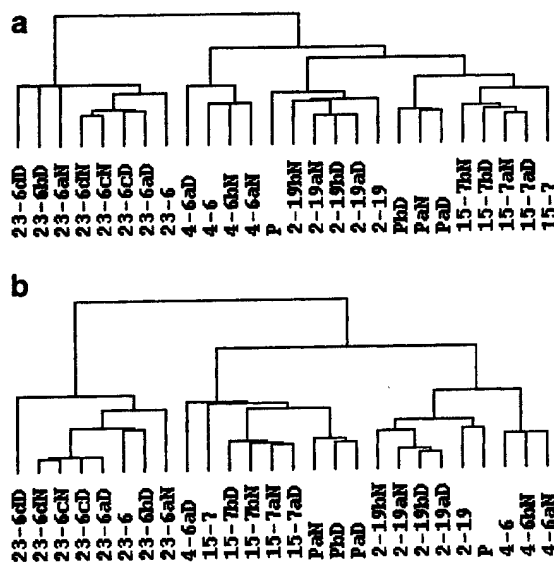 a
23-6dD
23-6bD
23-6aN
23-6dN
23-6cN
23-6cD
23-6aD
23-6
4-6aD
4-6
4-6bN
4-6aN
P
2-19bN
2-19aN
2-19bD
2-19aD
2-19
PbD
PaN
PaD
15-7bN
15-7bD
15-7aN
15-7aD
15-7
b
23-6dD
23-6dN
23-6cN
23-6cD
23-6aD
23-6
23-6bD
23-6aN
4-6aD
15-7
15-7bD
15-7bN
15-7aN
15-7aD
PaN
PbD
PaD
2-19bN
2-19aN
2-19bD
2-19aD
2-19
P
4-6
4-6bN
4-6aN